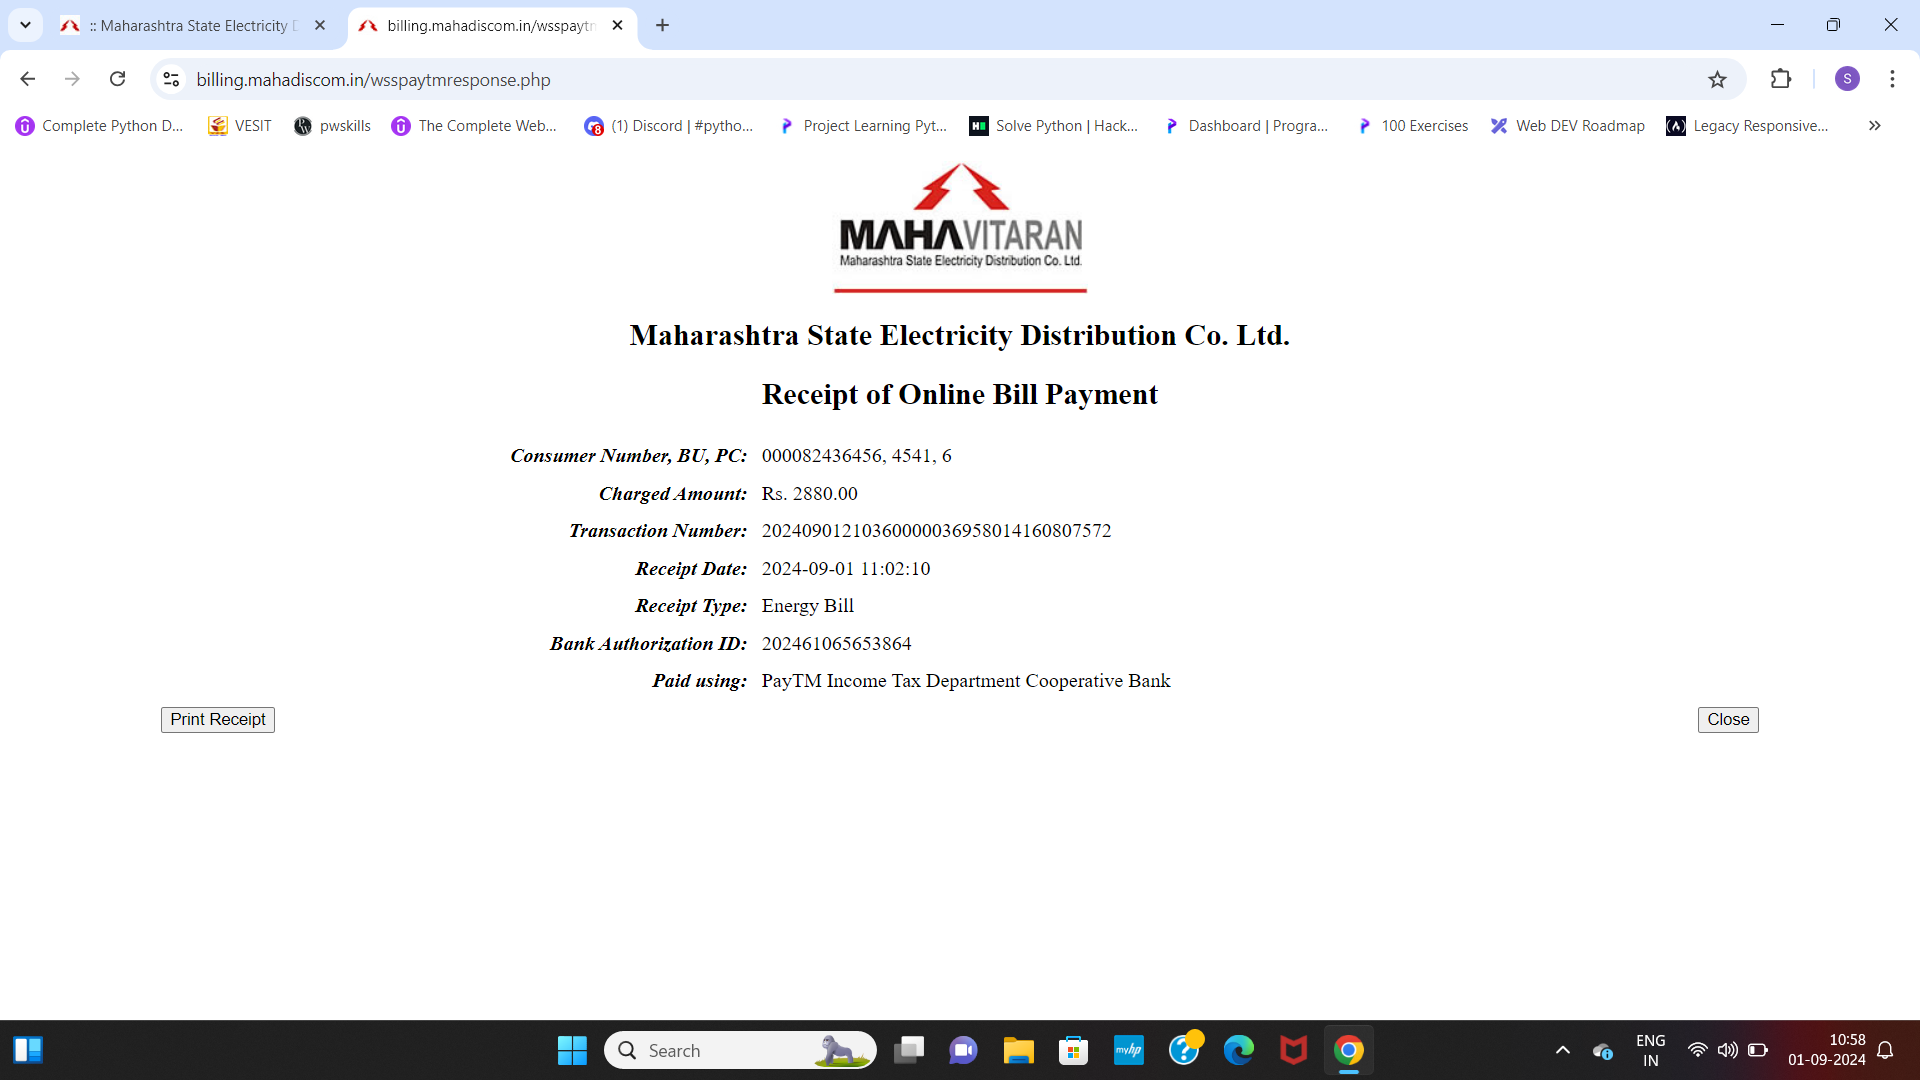 :: Maharashtra State Electricity D
billing.mahadiscom.in/wsspaytm
billing.mahadiscom.in/wsspaytmresponse.php
S
Complete Python D...
VESIT
pwskills
The Complete Web...
(1) Discord | #pytho...
Project Learning Pyt...
Solve Python | Hack...
Dashboard | Progra...
100 Exercises
Web DEV Roadmap
Legacy Responsive...
MAHAVITARAN
Maharashtra State Electricity Distribution Co. Ltd.
Maharashtra State Electricity Distribution Co. Ltd.
Receipt of Online Bill Payment
Consumer Number, BU, PC: 000082436456, 4541, 6
Charged Amount: Rs. 2880.00
Transaction Number: 20240901210360000036958014160807572
Receipt Date: 2024-09-01 11:02:10
Receipt Type: Energy Bill
Bank Authorization ID: 202461065653864
Paid using: PayTM Income Tax Department Cooperative Bank
Print Receipt
Close
Search
myhp
ENG
IN
10:58
01-09-2024